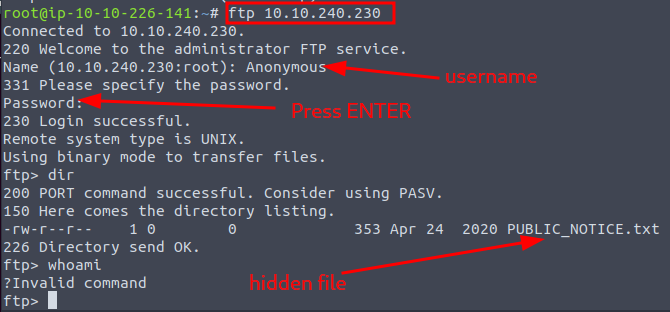 root@ip-10-10-226-141:~# ftp 10.10.240.230
Connected to 10.10.240.230.
220 Welcome to the administrator FTP service.
Name (10.10.240.230:root): Anonymous
username
331 Please specify the password.
Password:
Press ENTER
230 Login successful.
Remote system type is UNIX.
Using binary mode to transfer files.
ftp> dir
200 PORT command successful. Consider using PASV.
150 Here comes the directory listing.
-rw-r--r--    1 0        0             353 Apr 24  2020 PUBLIC_NOTICE.txt
226 Directory send OK.
ftp> whoami
hidden file
?Invalid command
ftp>